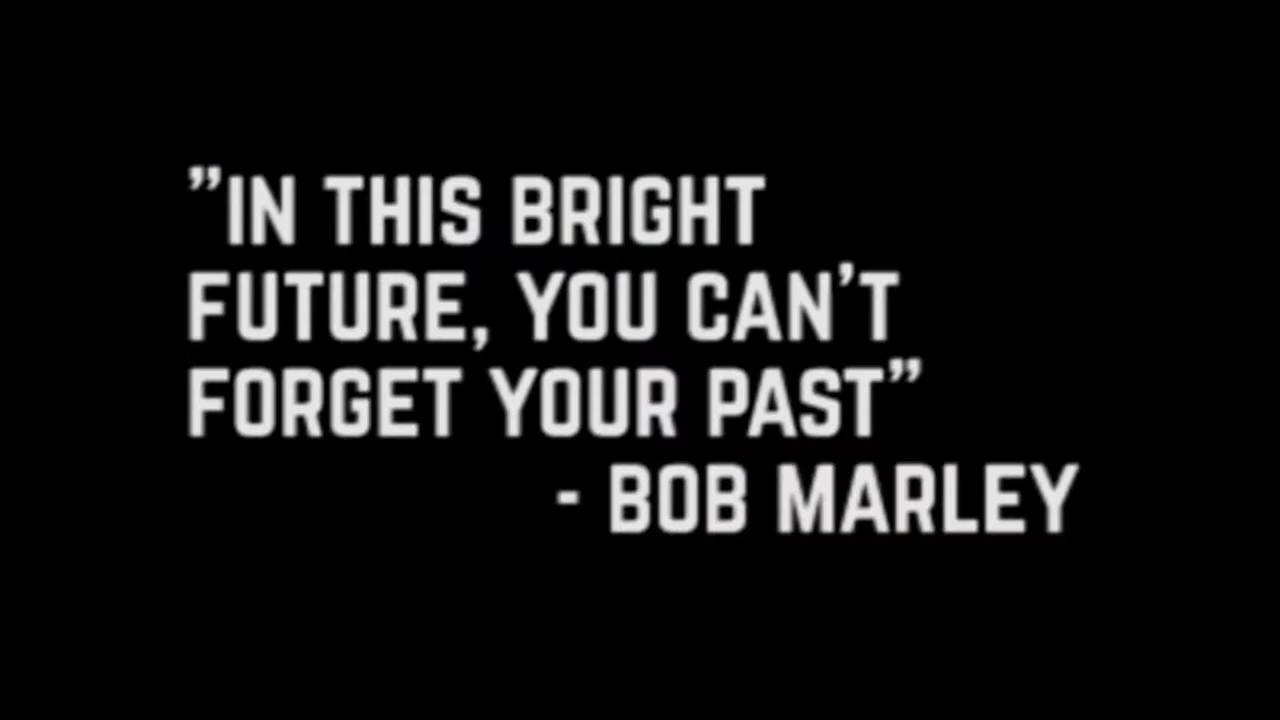 ”IN THIS BRIGHT
FUTURE, YOU CAN’T
FORGET YOUR PAST”
- BOB MARLEY